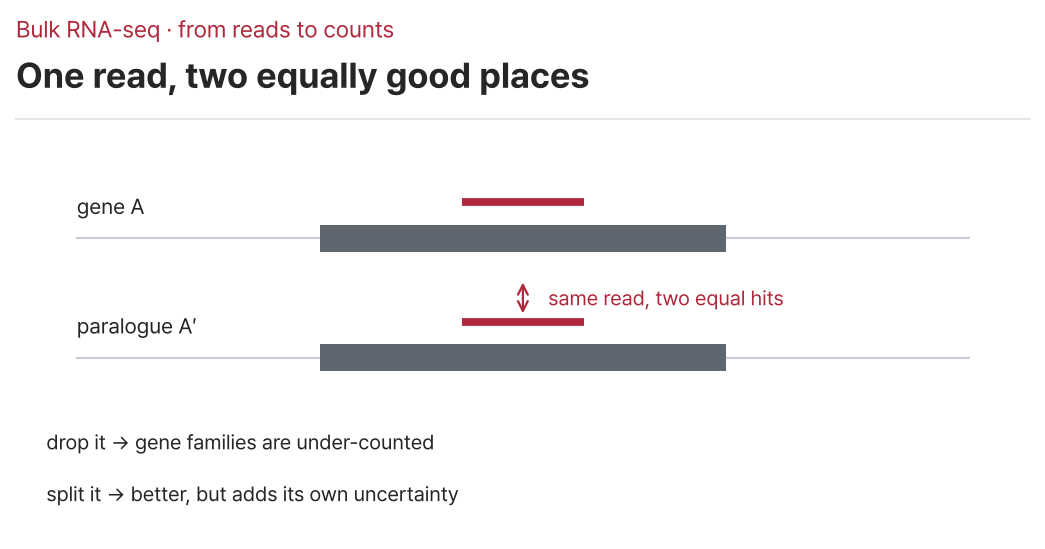 Bulk RNA-seq · from reads to counts
One read, two equally good places
gene A
same read, two equal hits
paralogue A′
drop it → gene families are under-counted
split it → better, but adds its own uncertainty